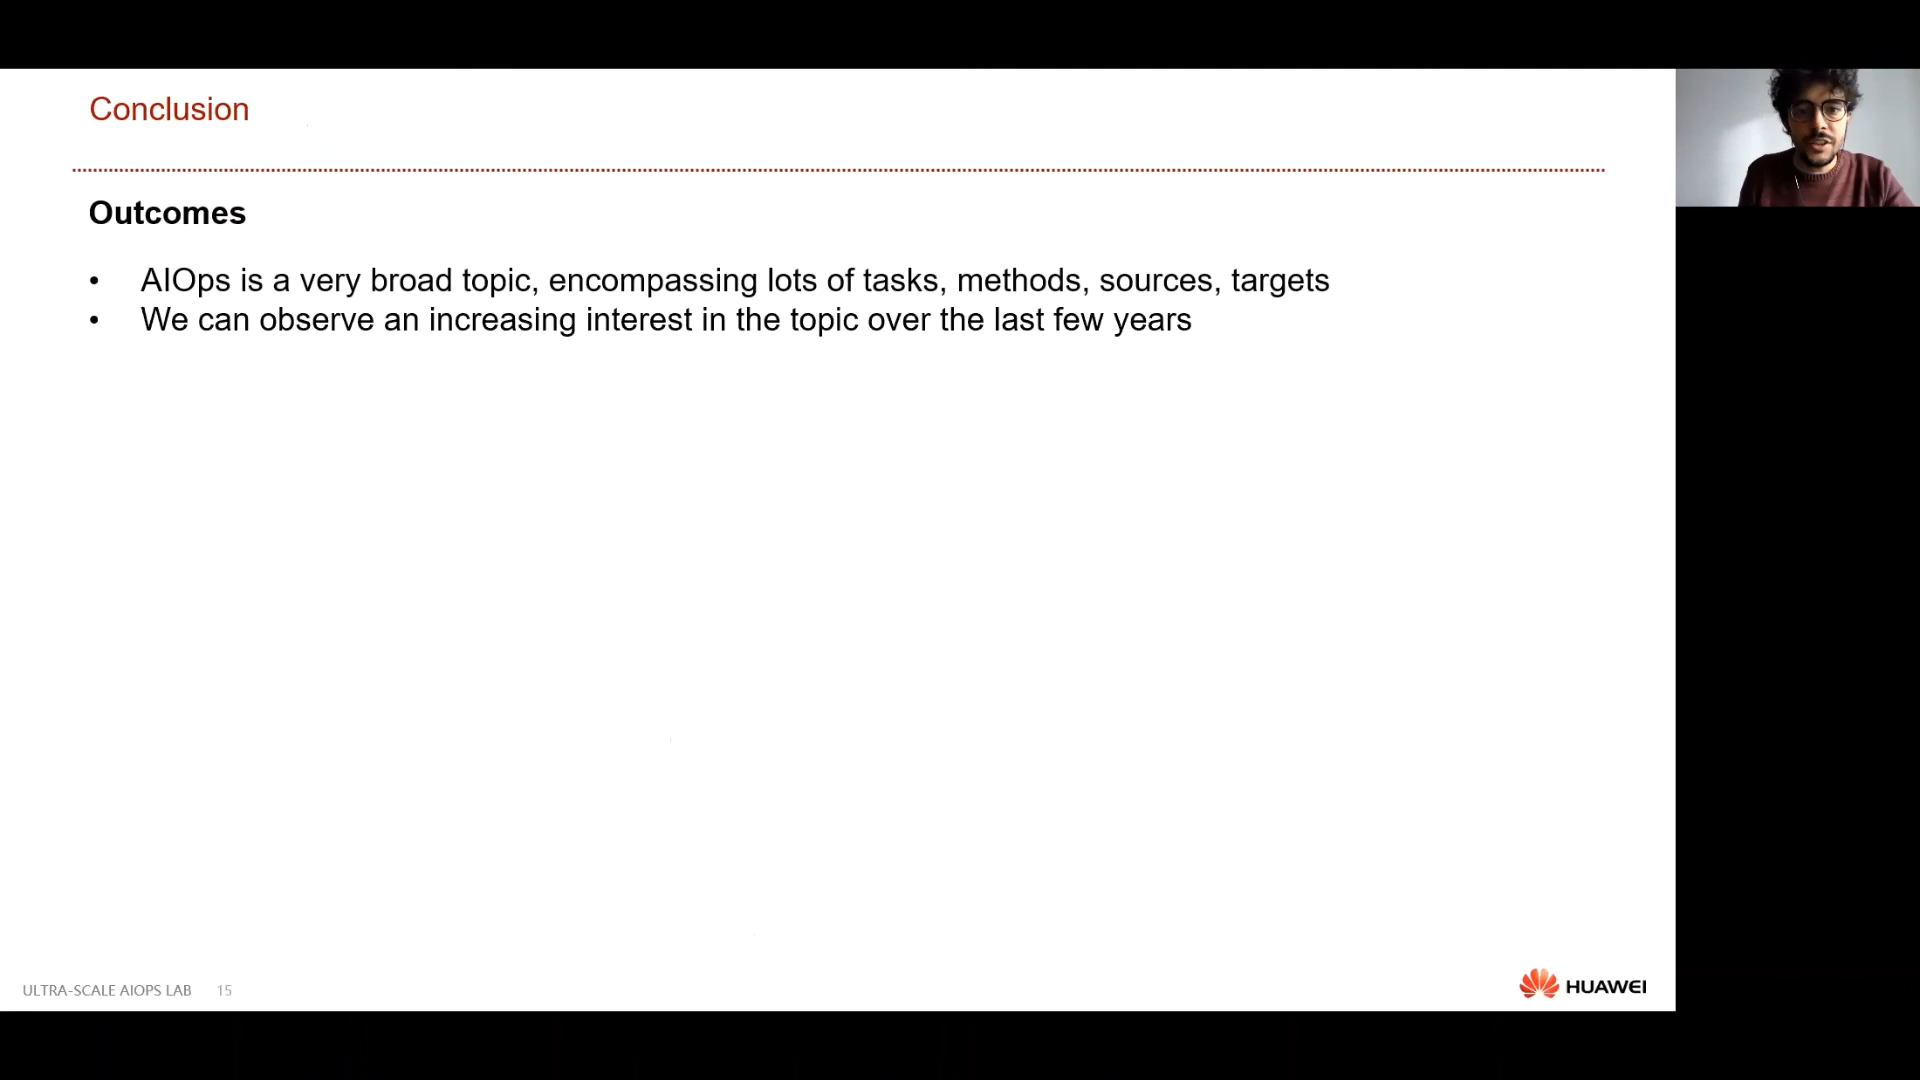 Conclusion
Outcomes
• AIOps is a very broad topic, encompassing lots of tasks, methods, sources, targets
• We can observe an increasing interest in the topic over the last few years
ULTRA-SCALE AIOPS LAB 15
HUAWEI